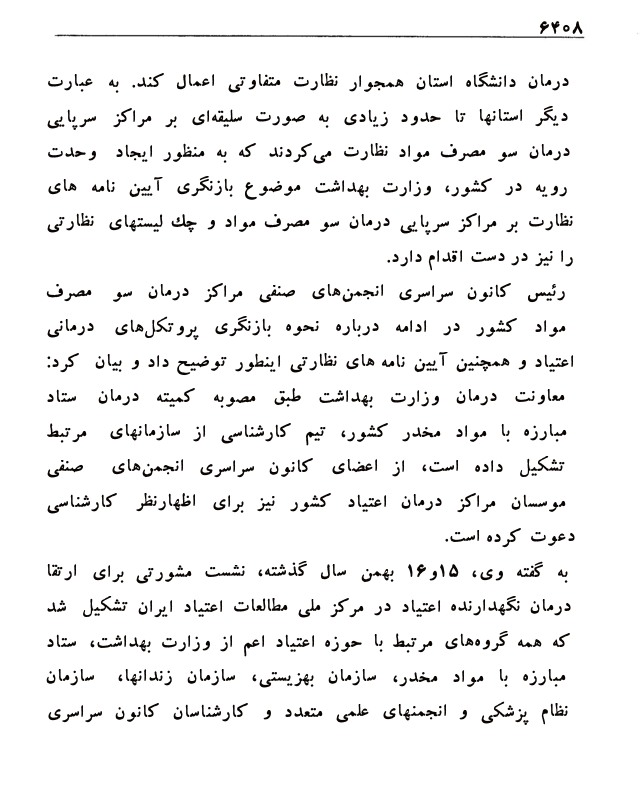 ۶۴۰۸
درمان دانشگاه استان همجوار نظارت متفاوتی اعمال کند. به عبارت
دیگر استانها تا حدود زیادی به صورت سلیقه‌ای بر مراکز سرپایی
درمان سو مصرف مواد نظارت می‌کردند که به منظور ایجاد وحدت
رویه در کشور، وزارت بهداشت موضوع بازنگری آیین نامه های
نظارت بر مراکز سرپایی درمان سو مصرف مواد و چك لیستهای نظارتی
را نیز در دست اقدام دارد.
رئیس کانون سراسری انجمن‌های صنفی مراکز درمان سو مصرف
مواد کشور در ادامه درباره نحوه بازنگری پروتکل‌های درمانی
اعتیاد و همچنین آیین نامه های نظارتی اینطور توضیح داد و بیان کرد:
معاونت درمان وزارت بهداشت طبق مصوبه کمیته درمان ستاد
مبارزه با مواد مخدر کشور، تیم کارشناسی از سازمانهای مرتبط
تشکیل داده است، از اعضای کانون سراسری انجمن‌های صنفی
موسسان مراکز درمان اعتیاد کشور نیز برای اظهارنظر کارشناسی
دعوت کرده است.
به گفته وی، ۱۵و۱۶ بهمن سال گذشته، نشست مشورتی برای ارتقا
درمان نگهدارنده اعتیاد در مرکز ملی مطالعات اعتیاد ایران تشکیل شد
که همه گروه‌های مرتبط با حوزه اعتیاد اعم از وزارت بهداشت، ستاد
مبارزه با مواد مخدر، سازمان بهزیستی، سازمان زندانها، سازمان
نظام پزشکی و انجمنهای علمی متعدد و کارشناسان کانون سراسری